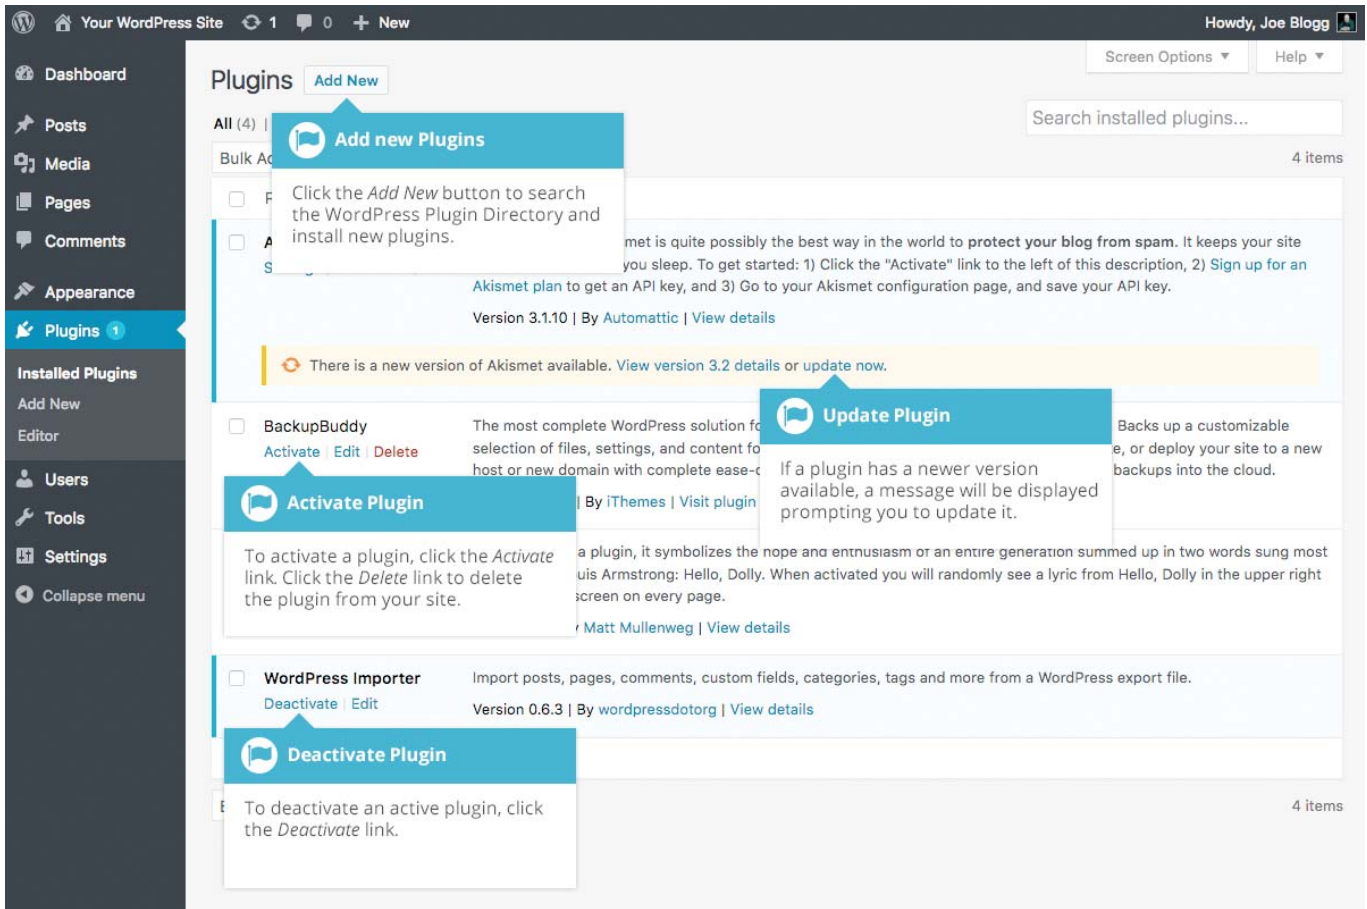 Your WordPress Site 1 0 + New Howdy, Joe Blogg
Screen Options ▼ Help ▼
Dashboard
Posts
Media
Pages
Comments
Appearance
Plugins 1
Installed Plugins
Add New
Editor
Users
Tools
Settings
Collapse menu
Plugins Add New
All (4) |
Search installed plugins...
Bulk
4 items
Add new Plugins
Click the Add New button to search
the WordPress Plugin Directory and
install new plugins.
met is quite possibly the best way in the world to protect your blog from spam. It keeps your site
you sleep. To get started: 1) Click the "Activate" link to the left of this description, 2) Sign up for an
Akismet plan to get an API key, and 3) Go to your Akismet configuration page, and save your API key.
Version 3.1.10 | By Automattic | View details
There is a new version of Akismet available. View version 3.2 details or update now.
Update Plugin
If a plugin has a newer version
available, a message will be displayed
prompting you to update it.
BackupBuddy
Activate | Edit | Delete
The most complete WordPress solution Backs up a customizable
selection of files, settings, and content , or deploy your site to a new
host or new domain with complete backups into the cloud.
| By iThemes | Visit plugin
Activate Plugin
To activate a plugin, click the Activate
link. Click the Delete link to delete
the plugin from your site.
a plugin, it symbolizes the hope and enthusiasm of an entire generation summed up in two words sung most
uis Armstrong: Hello, Dolly. When activated you will randomly see a lyric from Hello, Dolly in the upper right
screen on every page.
Matt Mullenweg | View details
WordPress Importer
Deactivate | Edit
Import posts, pages, comments, custom fields, categories, tags and more from a WordPress export file.
Version 0.6.3 | By wordpressdotorg | View details
Deactivate Plugin
To deactivate an active plugin, click
the Deactivate link.
4 items